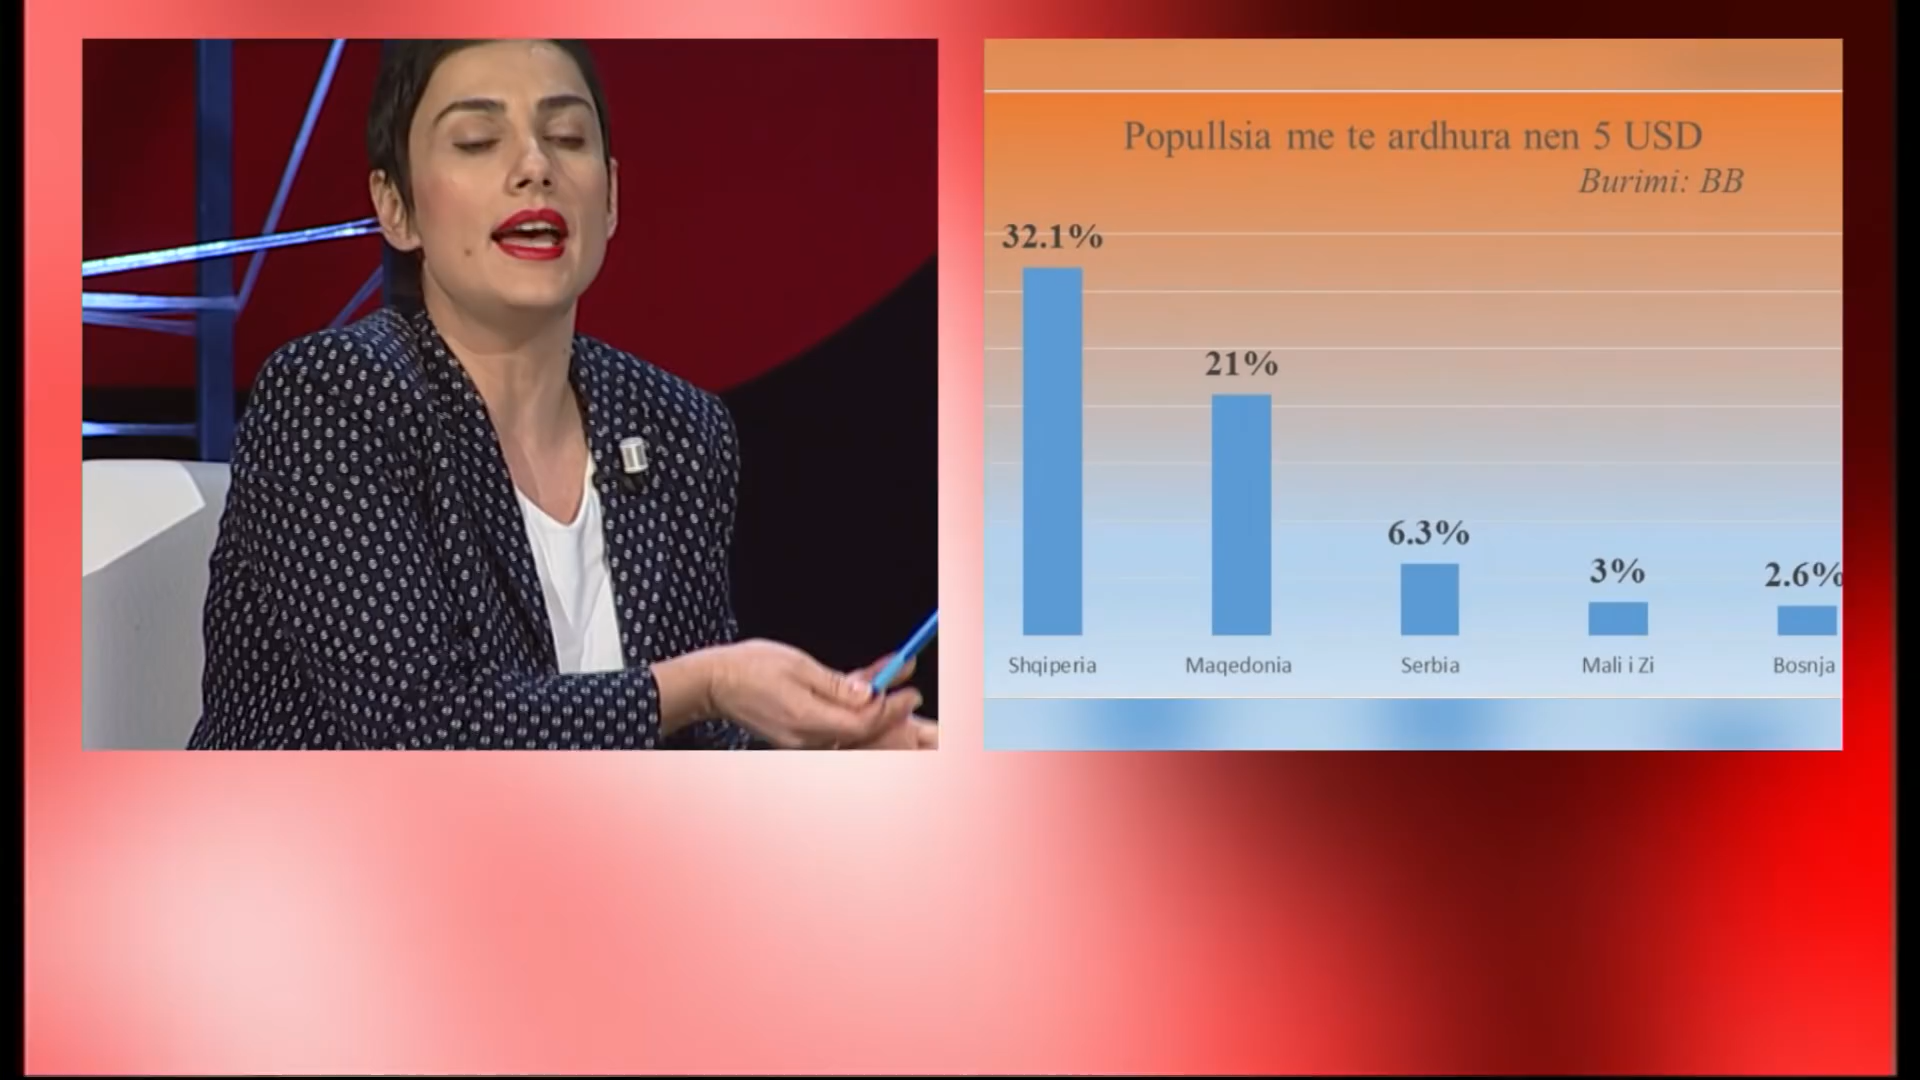 Popullsia me te ardhura nen 5 USD
Burimi: BB
32.1%
21%
6.3%
3%
2.6%
Shqiperia
Maqedonia
Serbia
Mali i Zi
Bosnja